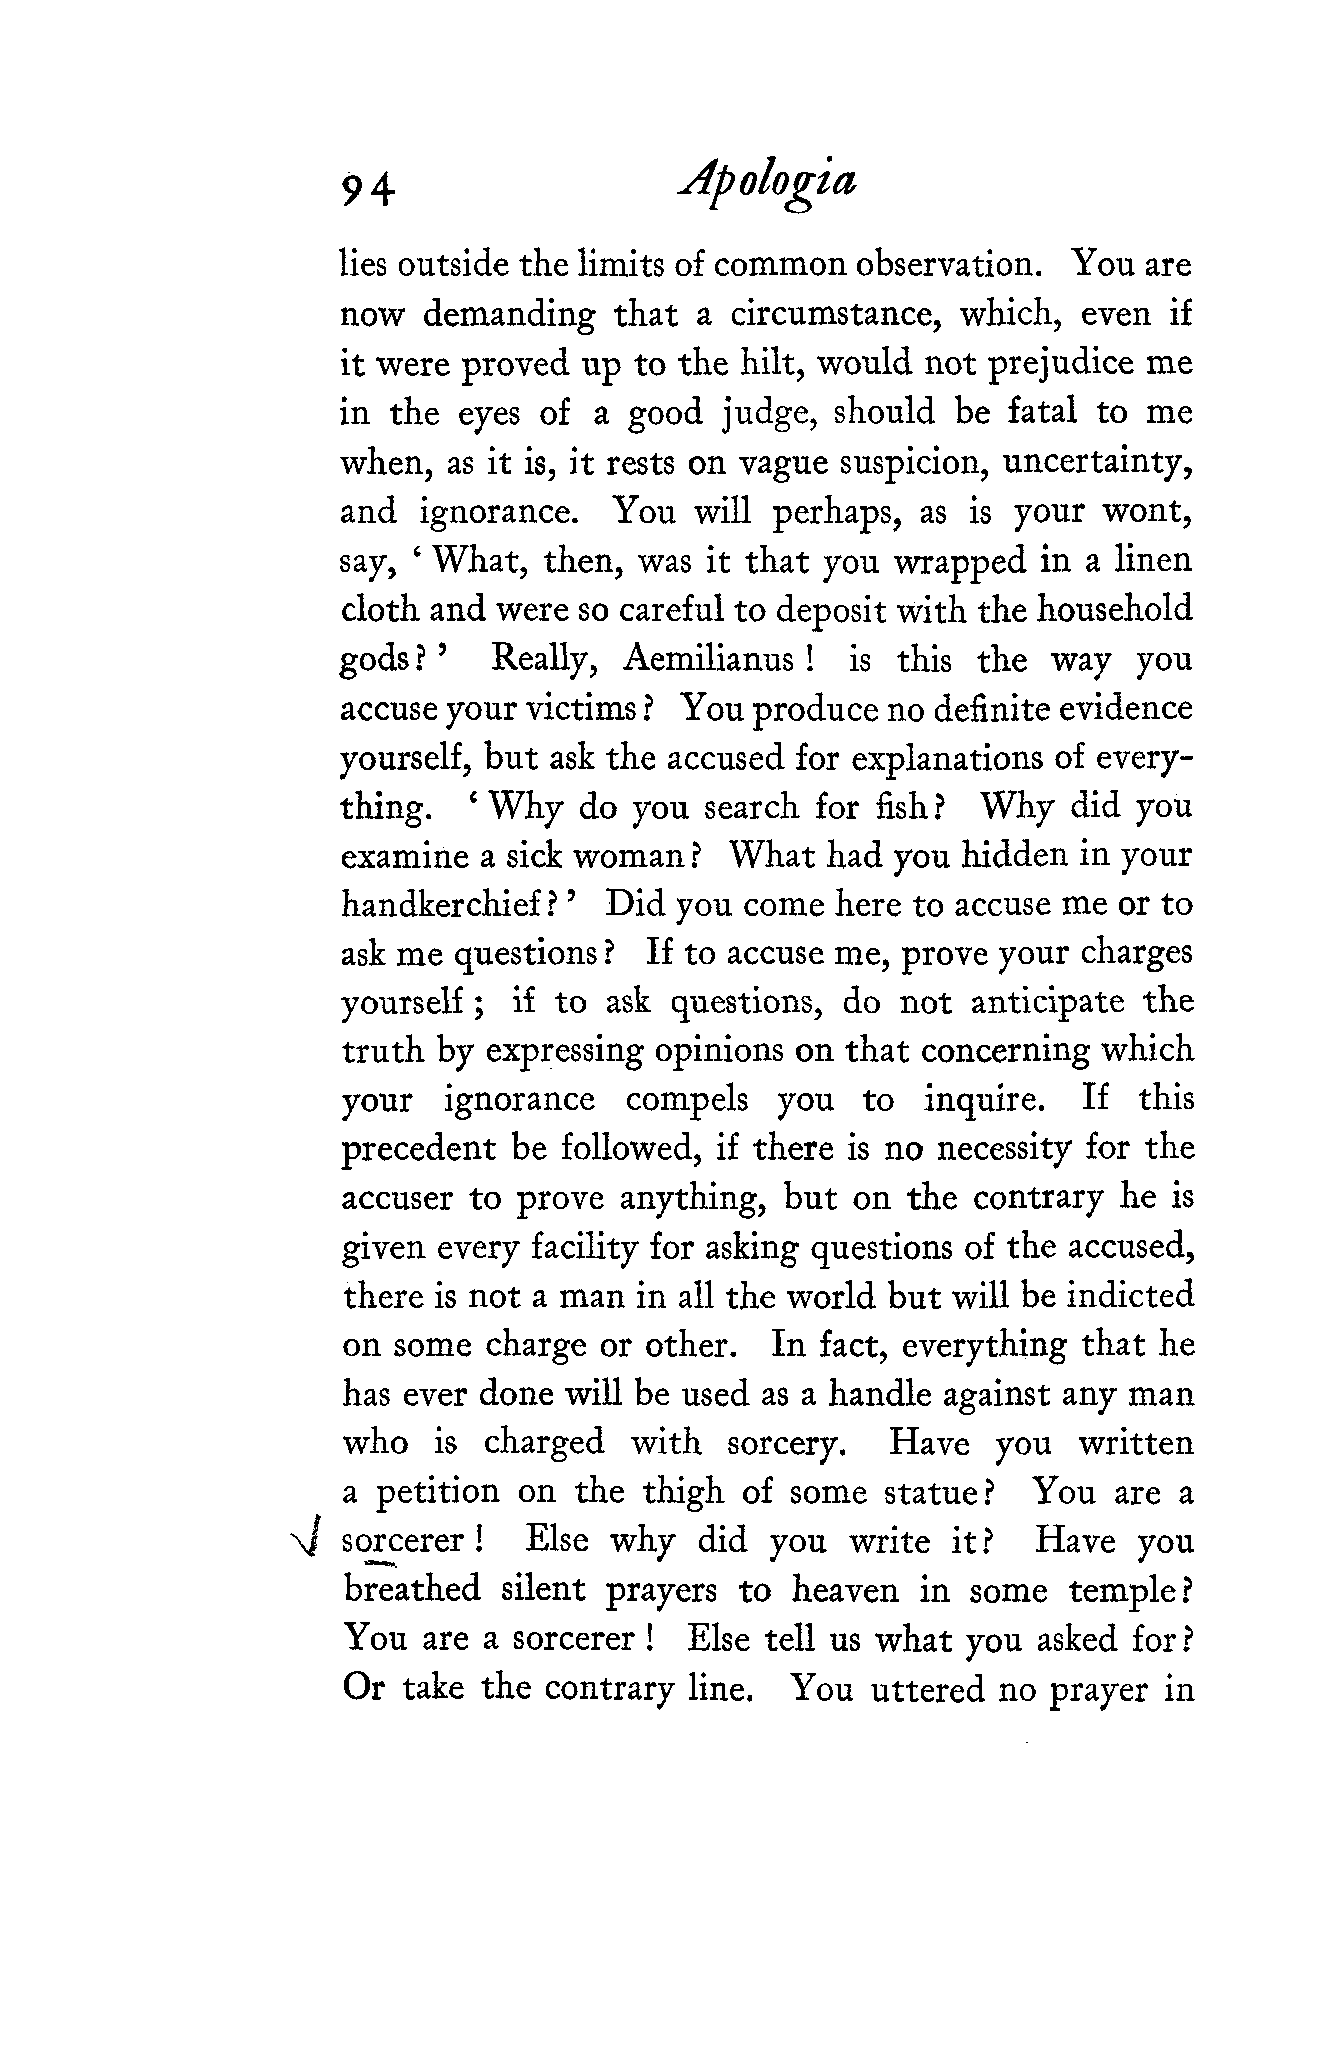 94 Apologia
lies outside the limits of common observation. You are
now demanding that a circumstance, which, even if
it were proved up to the hilt, would not prejudice me
in the eyes of a good judge, should be fatal to me
when, as it is, it rests on vague suspicion, uncertainty,
and ignorance. You will perhaps, as is your wont,
say, ‘ What, then, was it that you wrapped in a linen
cloth and were so careful to deposit with the household
gods? ’ Really, Aemilianus ! is this the way you
accuse your victims ? You produce no definite evidence
yourself, but ask the accused for explanations of every-
thing. ‘ Why do you search for fish? Why did you
examine a sick woman? What had you hidden in your
handkerchief? ’ Did you come here to accuse me or to
ask me questions ? If to accuse me, prove your charges
yourself ; if to ask questions, do not anticipate the
truth by expressing opinions on that concerning which
your ignorance compels you to inquire. If this
precedent be followed, if there is no necessity for the
accuser to prove anything, but on the contrary he is
given every facility for asking questions of the accused,
there is not a man in all the world but will be indicted
on some charge or other. In fact, everything that he
has ever done will be used as a handle against any man
who is charged with sorcery. Have you written
a petition on the thigh of some statue? You are a
sorcerer ! Else why did you write it? Have you
breathed silent prayers to heaven in some temple?
You are a sorcerer ! Else tell us what you asked for?
Or take the contrary line. You uttered no prayer in